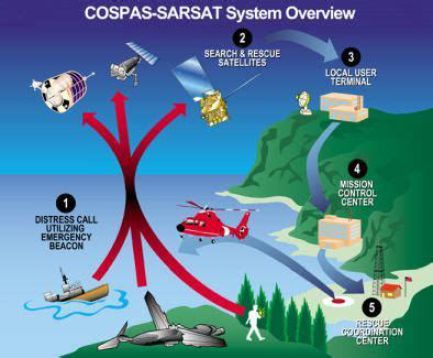 COSPAS-SARSAT System Overview
2
SEARCH & RESCUE
SATELLITES
3
LOCAL USER
TERMINAL
1
DISTRESS CALL
UTILIZING
EMERGENCY
BEACON
4
MISSION
CONTROL
CENTER
5
RESCUE
COORDINATION
CENTER